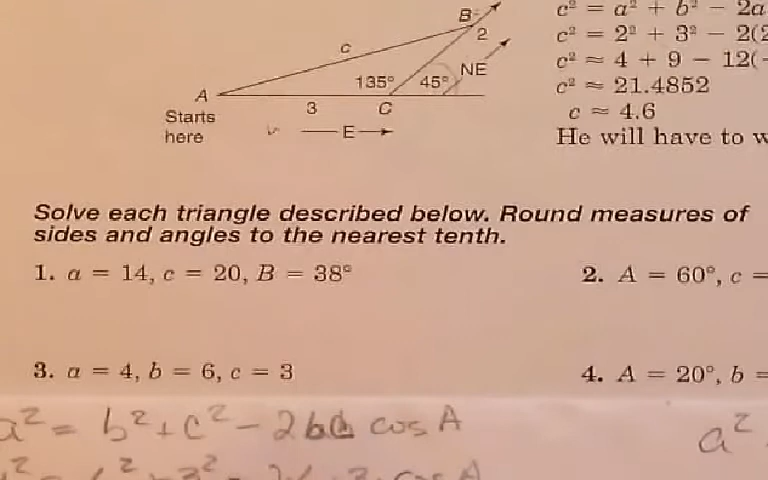 B
c² = a² + b² − 2a
2
c² = 2² + 3² − 2(2
c
c² ≈ 4 + 9 − 12(
135° 45° NE
c² ≈ 21.4852
A 3 C
c ≈ 4.6
Starts
here
E
He will have to w
Solve each triangle described below. Round measures of
sides and angles to the nearest tenth.
1. a = 14, c = 20, B = 38°
2. A = 60°, c =
3. a = 4, b = 6, c = 3
4. A = 20°, b =
a² = b² + c² − 2bc cos A
a²